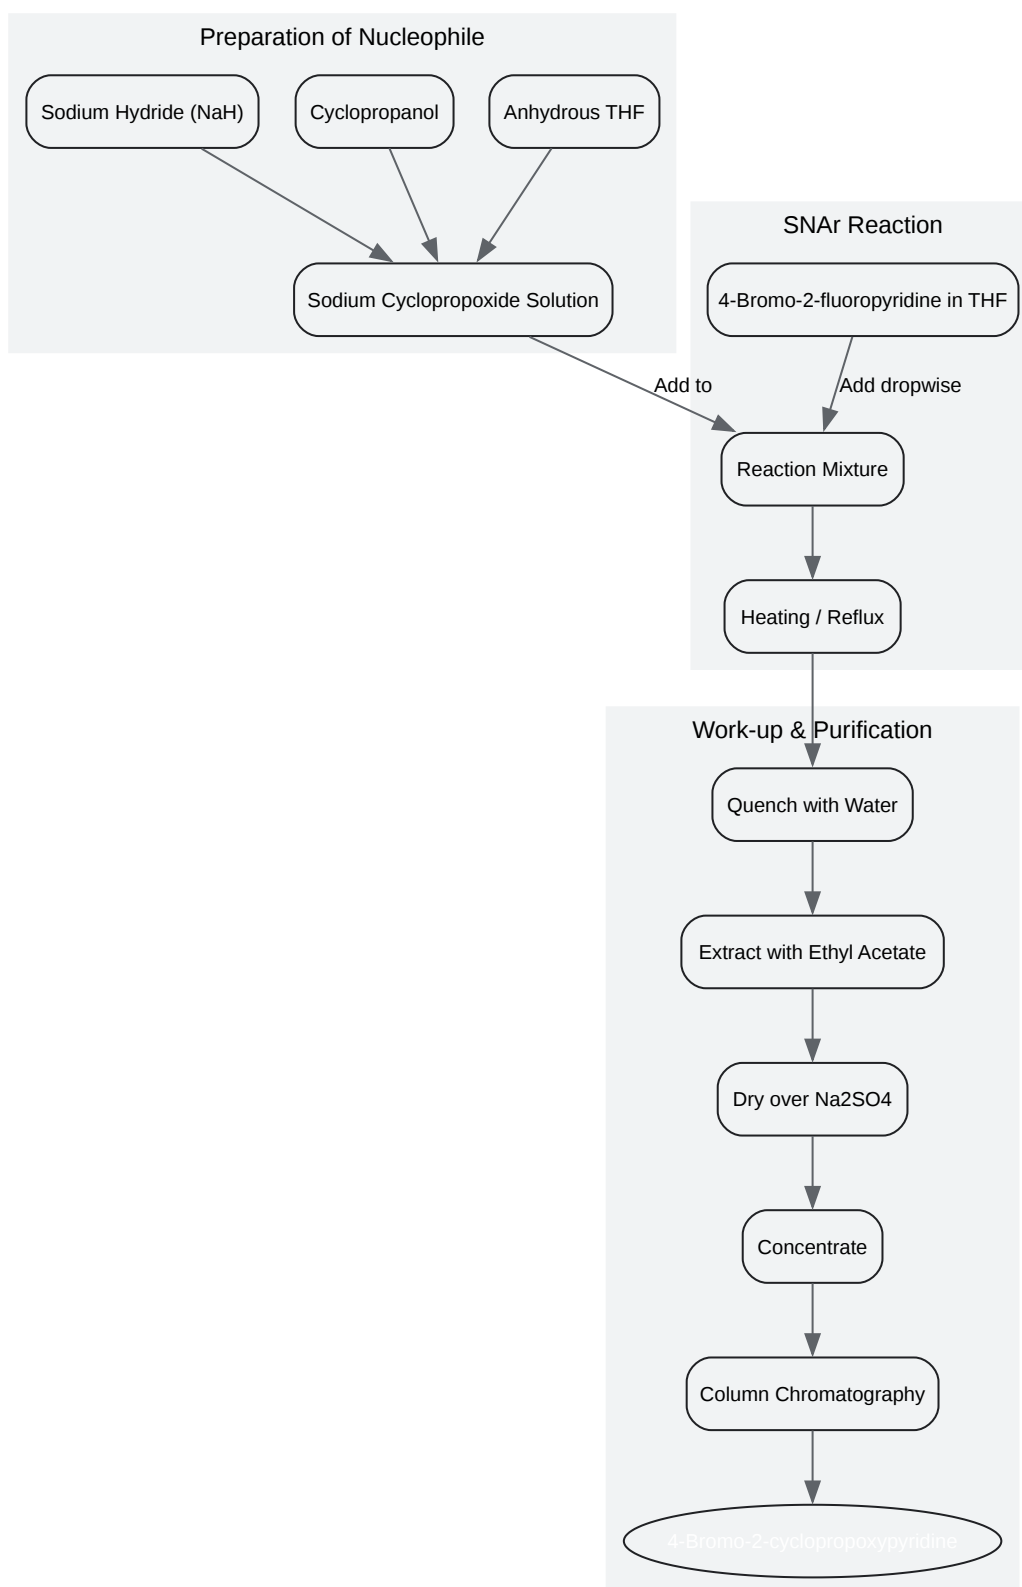 Preparation of Nucleophile
Sodium Hydride (NaH)
Cyclopropanol
Anhydrous THF
Sodium Cyclopropoxide Solution
SNAr Reaction
4-Bromo-2-fluoropyridine in THF
Add to
Add dropwise
Reaction Mixture
Heating / Reflux
Work-up & Purification
Quench with Water
Extract with Ethyl Acetate
Dry over Na2SO4
Concentrate
Column Chromatography
4-Bromo-2-cyclopropoxypyridine